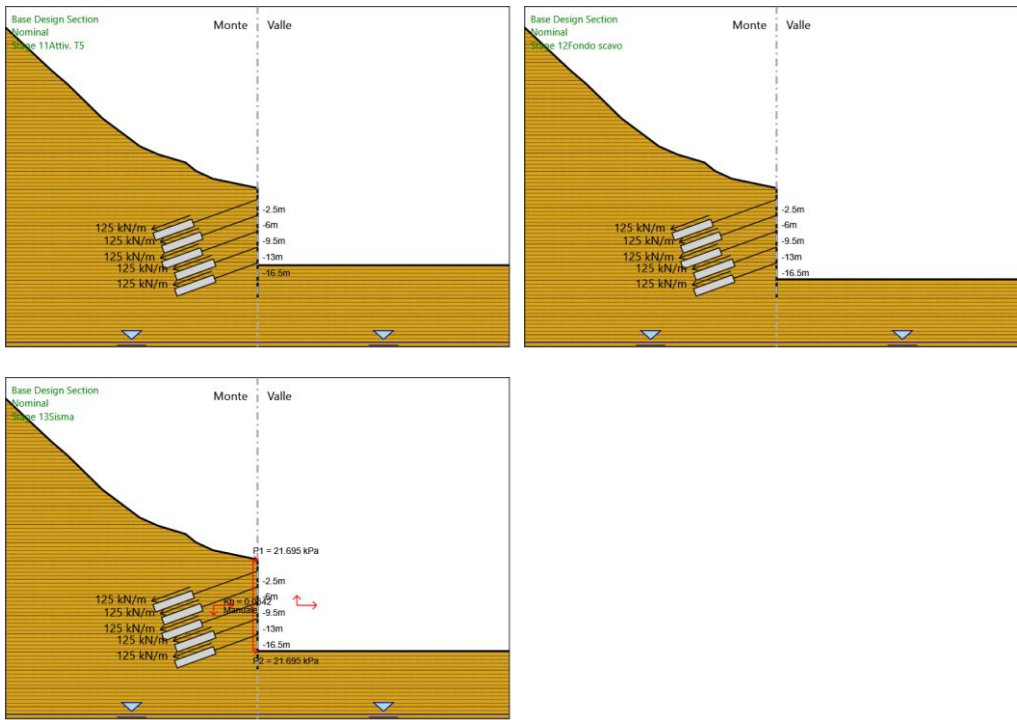 Base Design Section
Nominal
Stage 11Attiv. T5
Monte
Valle
-2.5m
125 kN/m
-6m
125 kN/m
-9.5m
125 kN/m
-13m
125 kN/m
-16.5m
125 kN/m
Base Design Section
Nominal
Stage 12Fondo scavo
Monte
Valle
-2.5m
125 kN/m
-6m
125 kN/m
-9.5m
125 kN/m
-13m
125 kN/m
-16.5m
125 kN/m
Base Design Section
Nominal
Stage 13Sisma
Monte
Valle
P1 = 21.695 kPa
-2.5m
125 kN/m
-6m
Manuale
125 kN/m
-9.5m
125 kN/m
-13m
125 kN/m
-16.5m
125 kN/m
P2 = 21.695 kPa